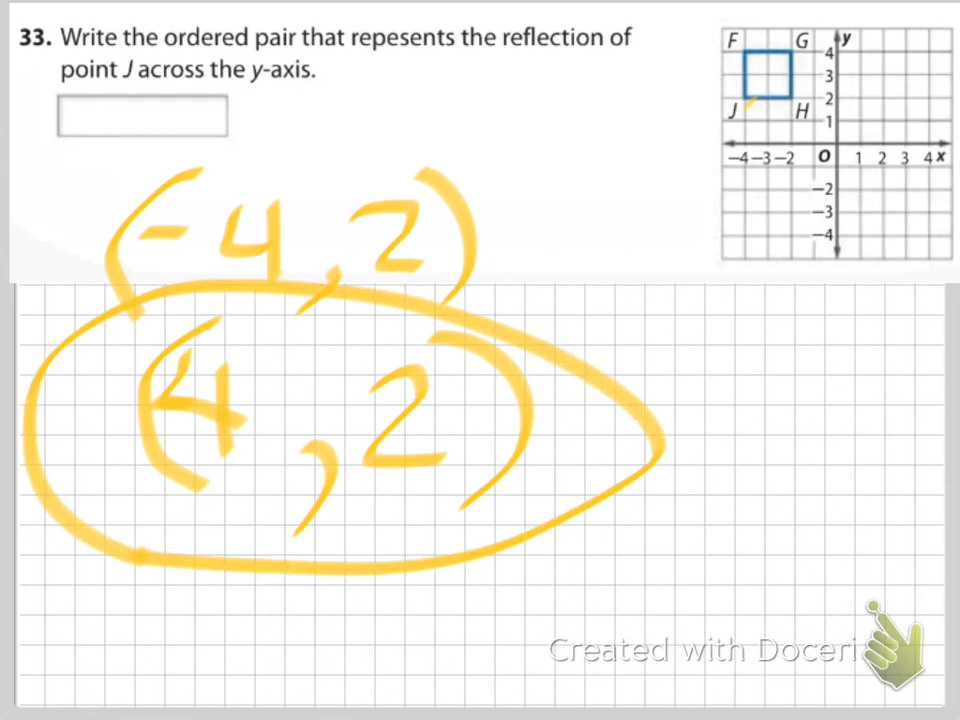 33. Write the ordered pair that repesents the reflection of
point J across the y-axis.
F G y
4
3
2
J H
1
-4 -3 -2 O 1 2 3 4 x
-2
-3
-4
(-4, 2)
(4, 2)
Created with Doceri